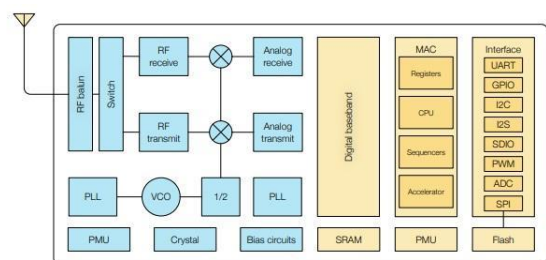 RF balun
Switch
RF
receive
Analog
receive
RF
transmit
Analog
transmit
PLL
VCO
1/2
PLL
PMU
Crystal
Bias circuits
Digital baseband
SRAM
MAC
Registers
CPU
Sequencers
Accelerator
PMU
Interface
UART
GPIO
I2C
I2S
SDIO
PWM
ADC
SPI
Flash